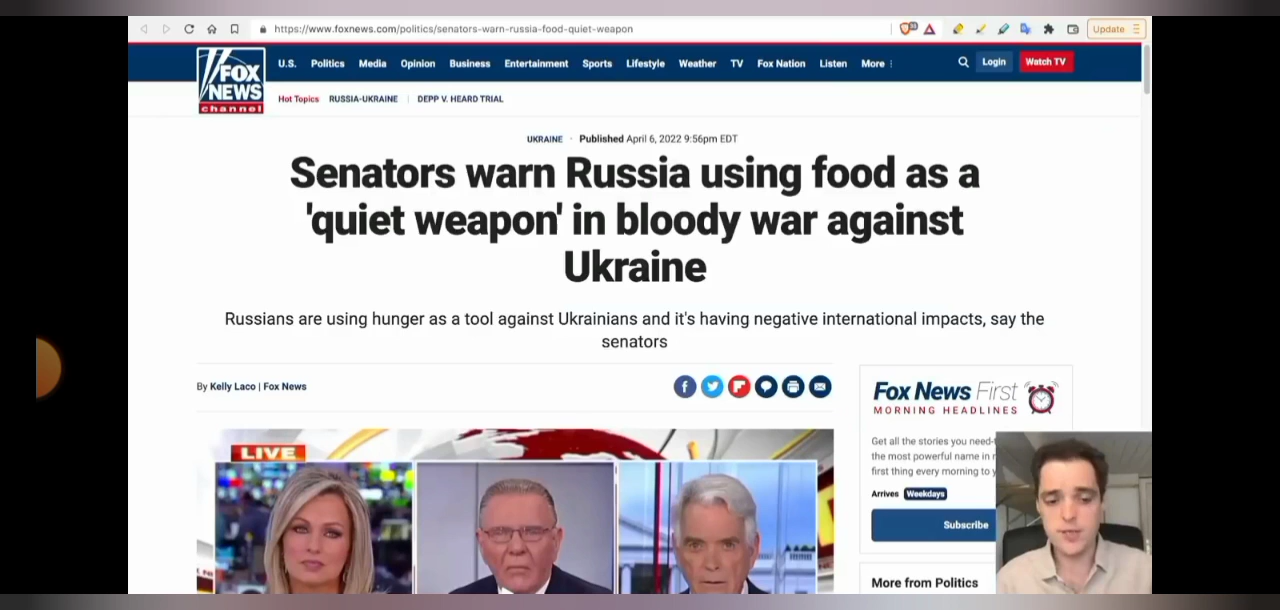 https://www.foxnews.com/politics/senators-warn-russia-food-quiet-weapon
Update
FOX
NEWS
channel
U.S. Politics Media Opinion Business Entertainment Sports Lifestyle Weather TV Fox Nation Listen More
Login
Watch TV
Hot Topics RUSSIA-UKRAINE DEPP V. HEARD TRIAL
UKRAINE · Published April 6, 2022 9:56pm EDT
Senators warn Russia using food as a
'quiet weapon' in bloody war against
Ukraine
Russians are using hunger as a tool against Ukrainians and it's having negative international impacts, say the
senators
By Kelly Laco | Fox News
LIVE
Fox News First
MORNING HEADLINES
Get all the stories you need-
the most powerful name in
first thing every morning to
Arrives Weekdays
Subscribe
More from Politics